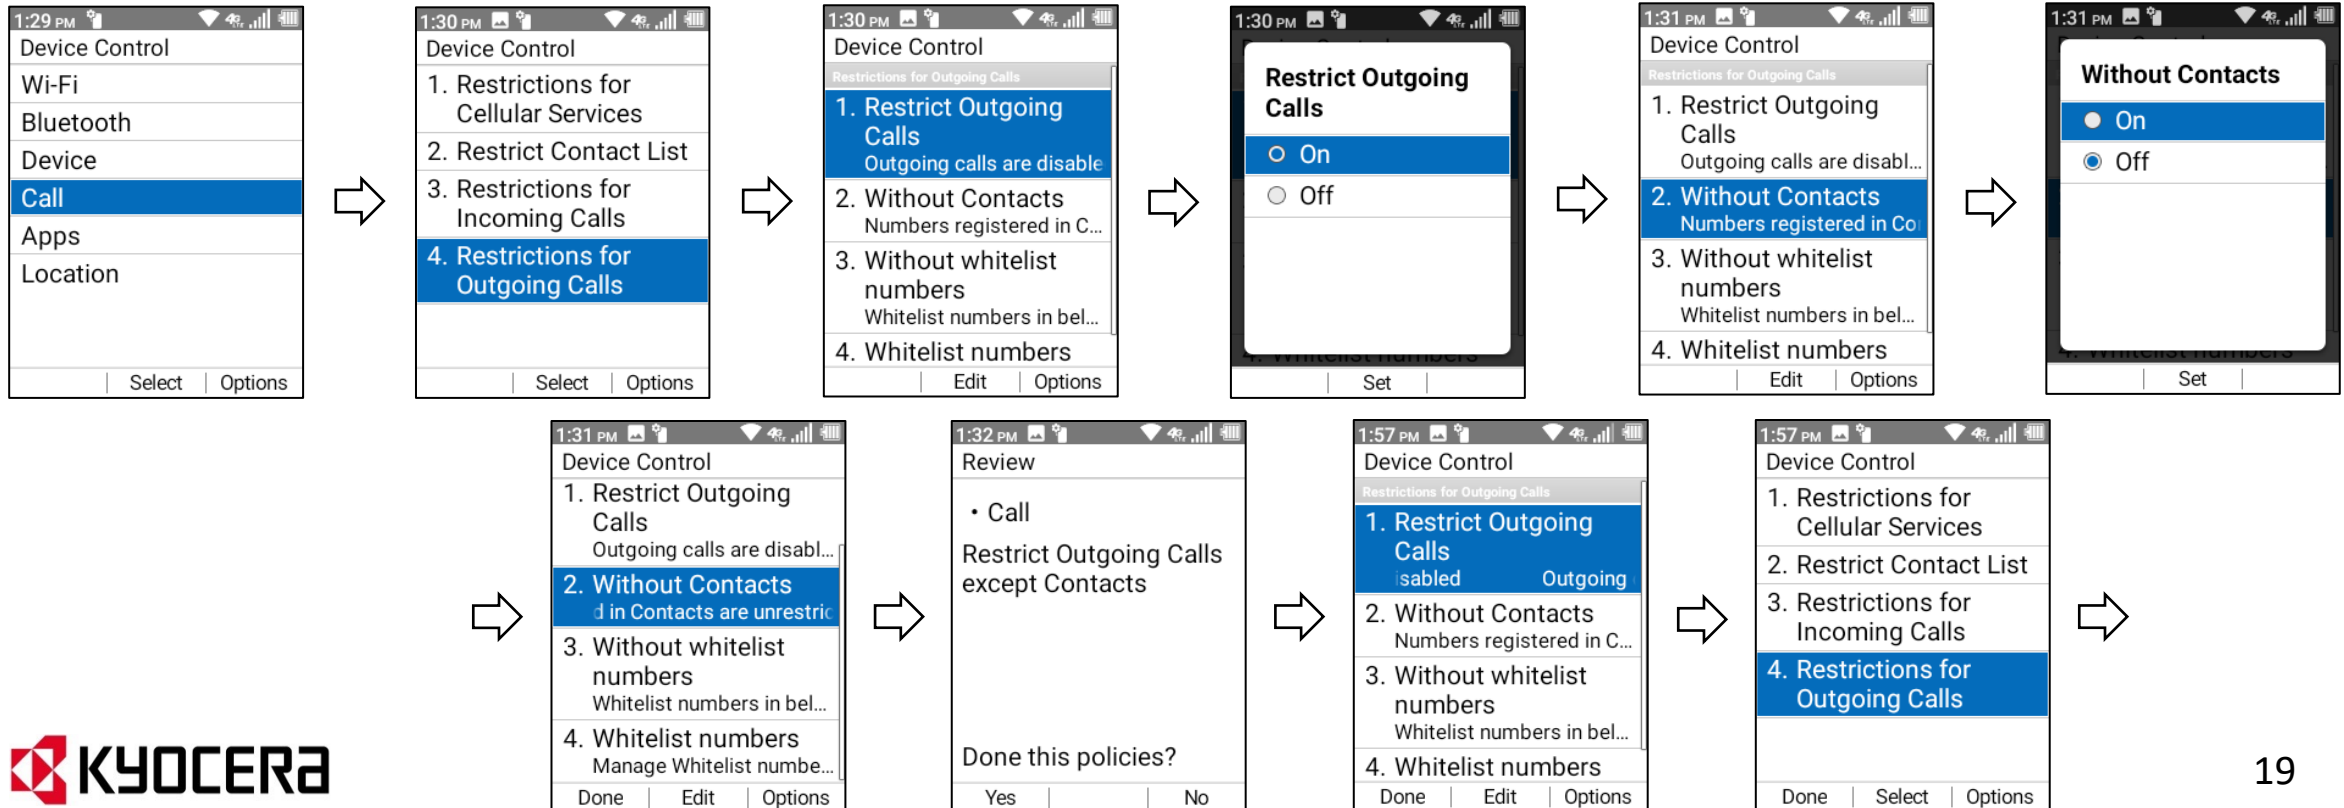 1:29 PM
Device Control
Wi-Fi
Bluetooth
Device
Call
Apps
Location
Select Options
1:30 PM
Device Control
1. Restrictions for
Cellular Services
2. Restrict Contact List
3. Restrictions for
Incoming Calls
4. Restrictions for
Outgoing Calls
Select Options
1:30 PM
Device Control
Restrictions for Outgoing Calls
1. Restrict Outgoing
Calls
Outgoing calls are disable
2. Without Contacts
Numbers registered in C...
3. Without whitelist
numbers
Whitelist numbers in bel...
4. Whitelist numbers
Edit Options
1:30 PM
Restrict Outgoing
Calls
On
Off
4. Whitelist numbers
Set
1:31 PM
Device Control
Restrictions for Outgoing Calls
1. Restrict Outgoing
Calls
Outgoing calls are disabl...
2. Without Contacts
Numbers registered in Co
3. Without whitelist
numbers
Whitelist numbers in bel...
4. Whitelist numbers
Edit Options
1:31 PM
Without Contacts
On
Off
4. Whitelist numbers
Set
1:31 PM
Device Control
1. Restrict Outgoing
Calls
Outgoing calls are disabl...
2. Without Contacts
d in Contacts are unrestric
3. Without whitelist
numbers
Whitelist numbers in bel...
4. Whitelist numbers
Manage Whitelist numbe...
Done Edit Options
1:32 PM
Review
• Call
Restrict Outgoing Calls
except Contacts
Done this policies?
Yes No
1:57 PM
Device Control
Restrictions for Outgoing Calls
1. Restrict Outgoing
Calls
isabled Outgoing
2. Without Contacts
Numbers registered in C...
3. Without whitelist
numbers
Whitelist numbers in bel...
4. Whitelist numbers
Done Edit Options
1:57 PM
Device Control
1. Restrictions for
Cellular Services
2. Restrict Contact List
3. Restrictions for
Incoming Calls
4. Restrictions for
Outgoing Calls
Done Select Options
KYOCERA
19